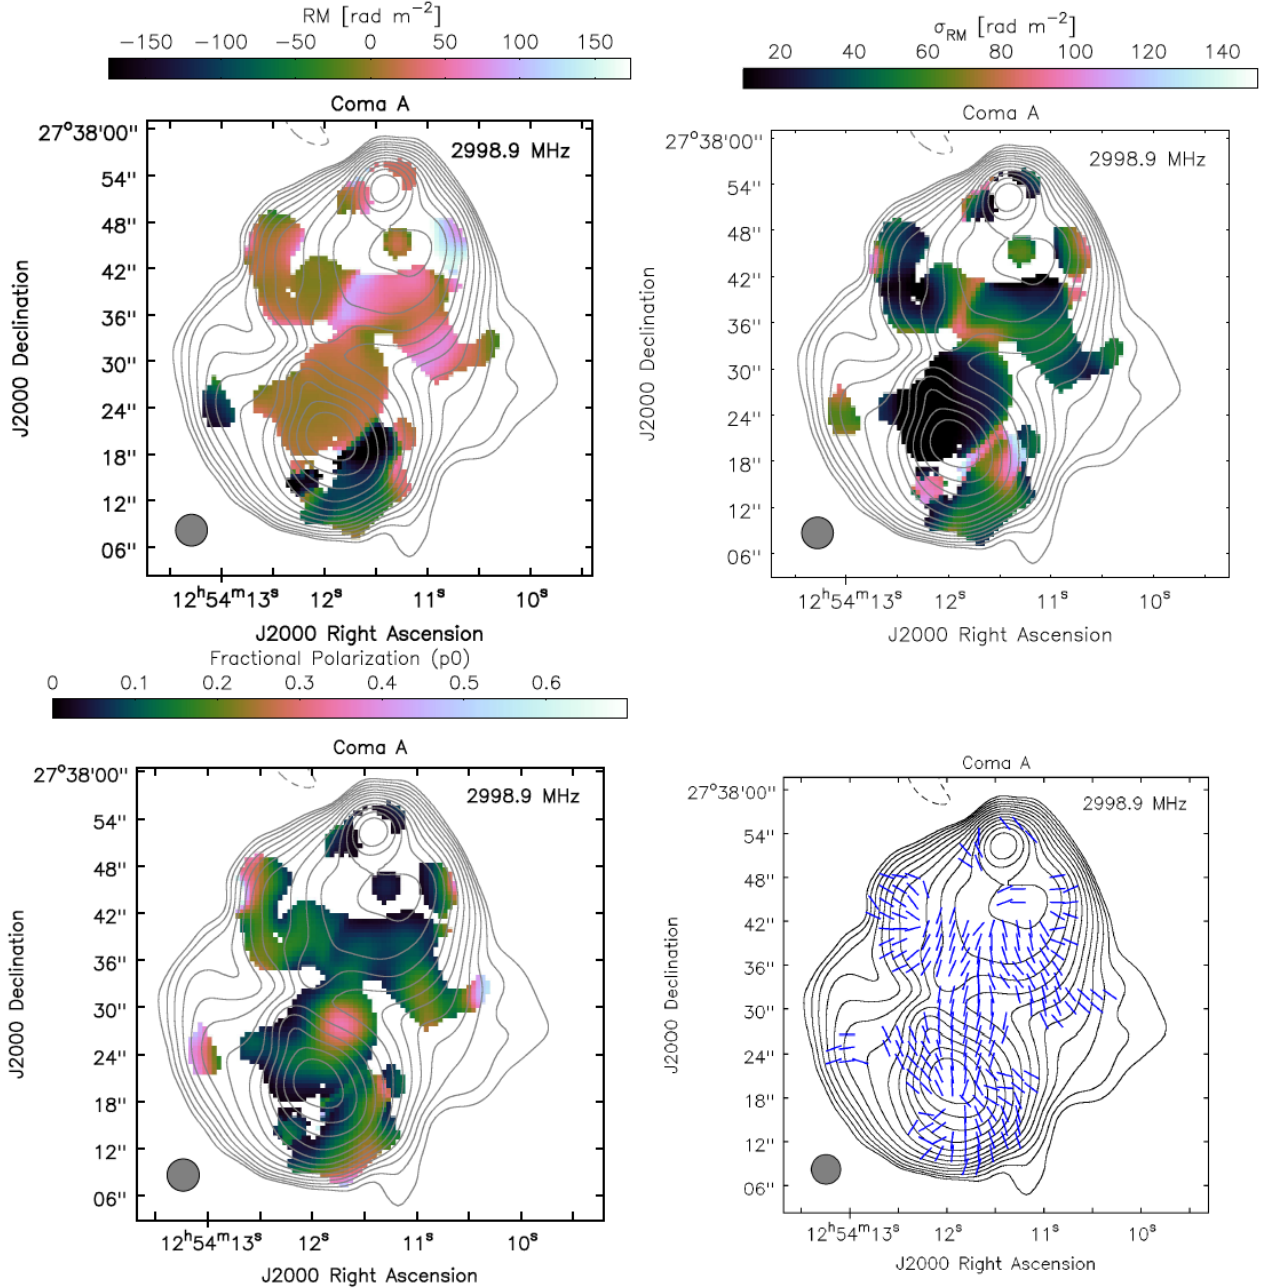 RM [rad m⁻²]
−150 −100 −50 0 50 100 150
Coma A
2998.9 MHz
27°38'00"
54"
48"
42"
36"
30"
24"
18"
12"
06"
J2000 Declination
12ʰ54ᵐ13ˢ 12ˢ 11ˢ 10ˢ
J2000 Right Ascension
σRM [rad m⁻²]
20 40 60 80 100 120 140
Coma A
2998.9 MHz
27°38'00"
54"
48"
42"
36"
30"
24"
18"
12"
06"
J2000 Declination
12ʰ54ᵐ13ˢ 12ˢ 11ˢ 10ˢ
J2000 Right Ascension
Fractional Polarization (p0)
0 0.1 0.2 0.3 0.4 0.5 0.6
Coma A
2998.9 MHz
27°38'00"
54"
48"
42"
36"
30"
24"
18"
12"
06"
J2000 Declination
12ʰ54ᵐ13ˢ 12ˢ 11ˢ 10ˢ
J2000 Right Ascension
Coma A
2998.9 MHz
27°38'00"
54"
48"
42"
36"
30"
24"
18"
12"
06"
J2000 Declination
12ʰ54ᵐ13ˢ 12ˢ 11ˢ 10ˢ
J2000 Right Ascension